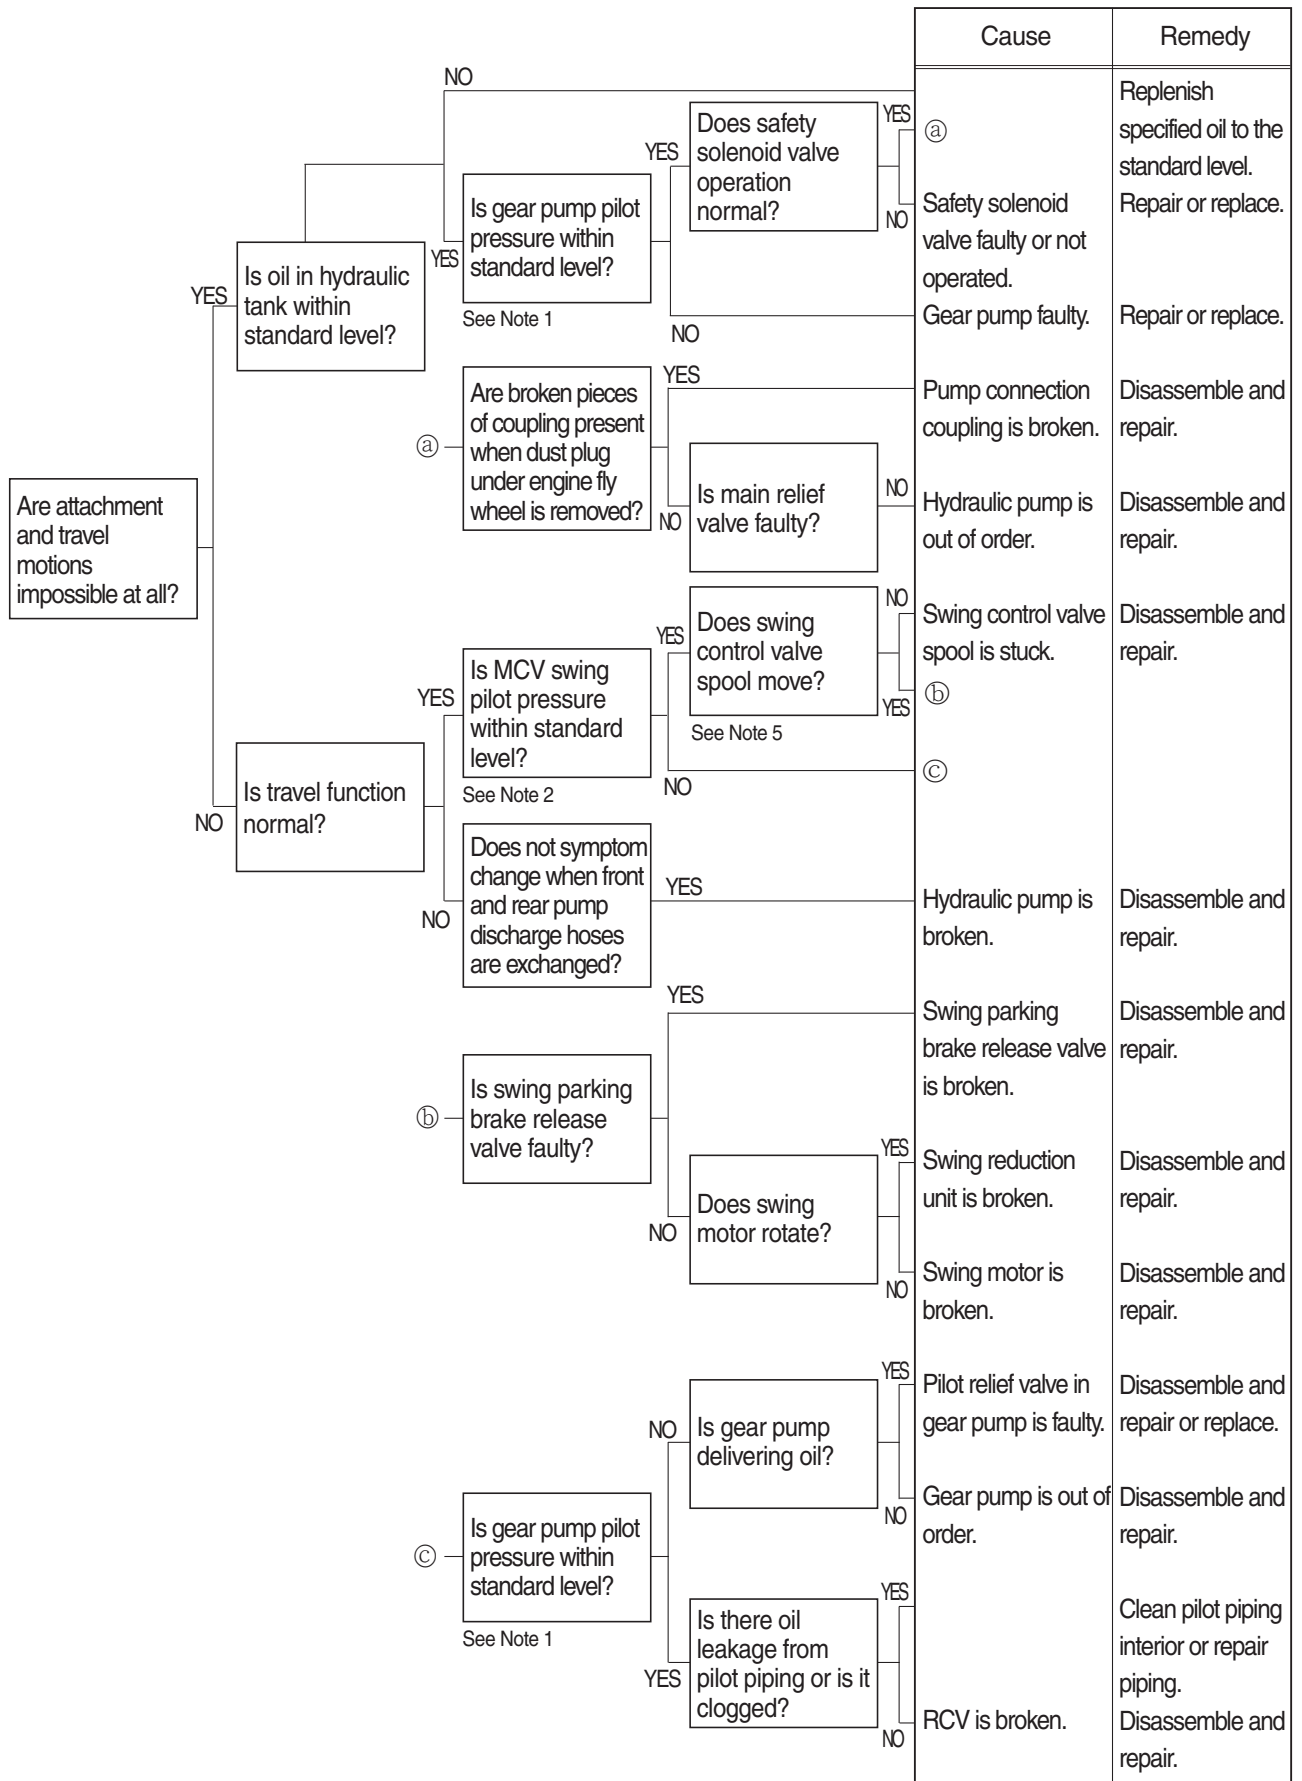 Cause
Remedy
NO
Replenish
specified oil to the
standard level.
YES
Is oil in hydraulic
tank within
standard level?
YES
Is gear pump pilot
pressure within
standard level?
See Note 1
YES
Does safety
solenoid valve
operation
normal?
YES
ⓐ
NO
Safety solenoid
valve faulty or not
operated.
Repair or replace.
NO
Gear pump faulty.
Repair or replace.
ⓐ
Are broken pieces
of coupling present
when dust plug
under engine fly
wheel is removed?
YES
Pump connection
coupling is broken.
Disassemble and
repair.
NO
Is main relief
valve faulty?
NO
Hydraulic pump is
out of order.
Disassemble and
repair.
Are attachment
and travel
motions
impossible at all?
NO
Is travel function
normal?
YES
Is MCV swing
pilot pressure
within standard
level?
See Note 2
YES
Does swing
control valve
spool move?
See Note 5
NO
Swing control valve
spool is stuck.
Disassemble and
repair.
YES
ⓑ
NO
ⓒ
NO
Does not symptom
change when front
and rear pump
discharge hoses
are exchanged?
YES
Hydraulic pump is
broken.
Disassemble and
repair.
ⓑ
Is swing parking
brake release
valve faulty?
YES
Swing parking
brake release valve
is broken.
Disassemble and
repair.
NO
Does swing
motor rotate?
YES
Swing reduction
unit is broken.
Disassemble and
repair.
NO
Swing motor is
broken.
Disassemble and
repair.
ⓒ
Is gear pump pilot
pressure within
standard level?
See Note 1
NO
Is gear pump
delivering oil?
YES
Pilot relief valve in
gear pump is faulty.
Disassemble and
repair or replace.
NO
Gear pump is out of
order.
Disassemble and
repair.
YES
Is there oil
leakage from
pilot piping or is it
clogged?
YES
Clean pilot piping
interior or repair
piping.
NO
RCV is broken.
Disassemble and
repair.